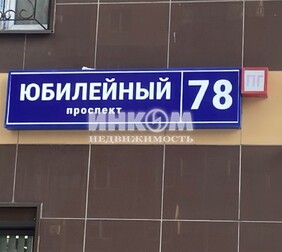 ЮБИЛЕЙНЫЙ
проспект
78
ПГ
ИНКОМ
НЕДВИЖИМОСТЬ